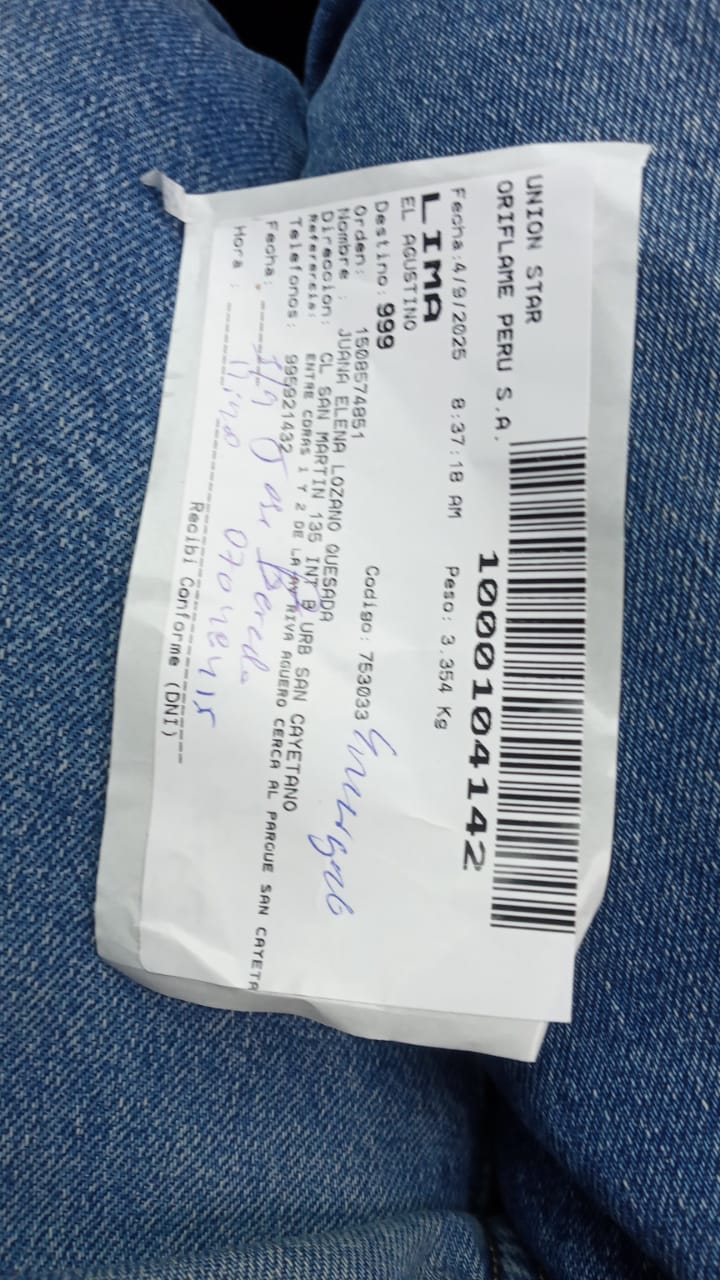 UNION STAR
ORIFLAME PERU S.A.
1000104142
Fecha:4/9/2025 8:37:18 AM Peso: 3.354 Kg
LIMA
EL AGUSTINO
Destino: 999
Orden: 1508574851 Codigo: 753033
Nombre : JUANA ELENA LOZANO QUESADA
Direccion: CL SAN MARTIN 135 INT B URB SAN CAYETANO
Referencia: ENTRE CDRAS 1 Y 2 DE LA AV RIVA AGUERO CERCA AL PARQUE SAN CAYETA
Telefonos: 995921432
Fecha:
Hora :
Recibi Conforme (DNI)